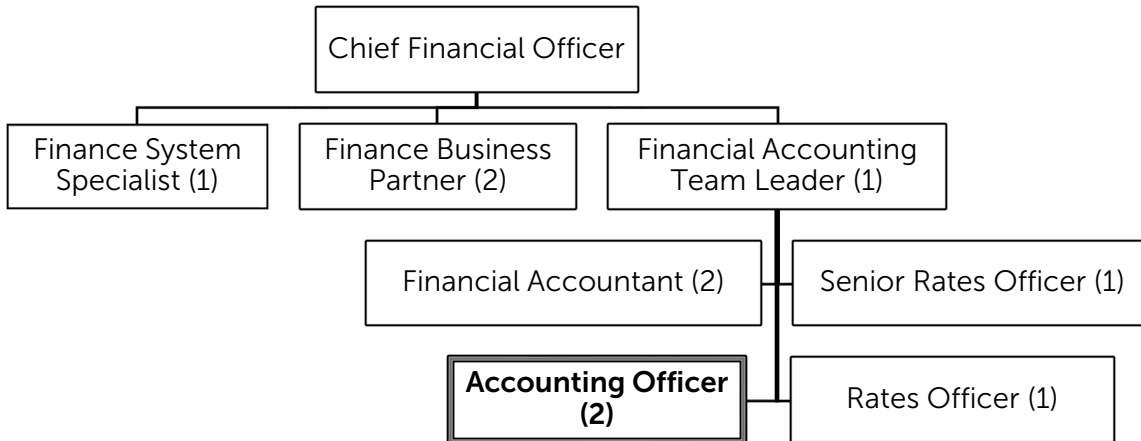 Chief Financial Officer
Finance System
Specialist (1)
Finance Business
Partner (2)
Financial Accounting
Team Leader (1)
Financial Accountant (2)
Senior Rates Officer (1)
Accounting Officer
(2)
Rates Officer (1)